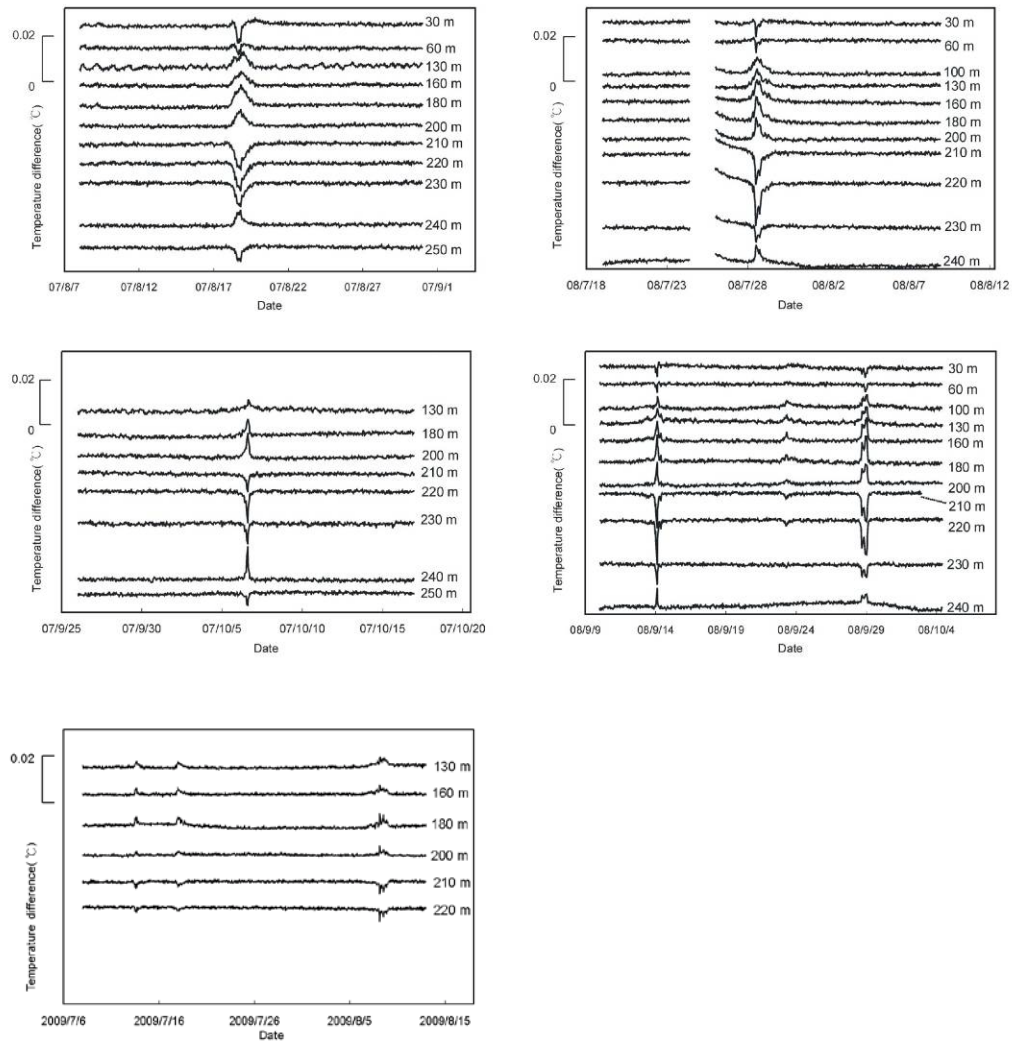 0.02
0
Temperature difference(℃)
30 m
60 m
130 m
160 m
180 m
200 m
210 m
220 m
230 m
240 m
250 m
07/8/7 07/8/12 07/8/17 07/8/22 07/8/27 07/9/1
Date
0.02
0
Temperature difference(℃)
30 m
60 m
100 m
130 m
160 m
180 m
200 m
210 m
220 m
230 m
240 m
08/7/18 08/7/23 08/7/28 08/8/2 08/8/7 08/8/12
Date
0.02
0
Temperature difference(℃)
130 m
180 m
200 m
210 m
220 m
230 m
240 m
250 m
07/9/25 07/9/30 07/10/5 07/10/10 07/10/15 07/10/20
Date
0.02
0
Temperature difference(℃)
30 m
60 m
100 m
130 m
160 m
180 m
200 m
210 m
220 m
230 m
240 m
08/9/9 08/9/14 08/9/19 08/9/24 08/9/29 08/10/4
Date
0.02
Temperature difference(℃)
130 m
160 m
180 m
200 m
210 m
220 m
2009/7/6 2009/7/16 2009/7/26 2009/8/5 2009/8/15
Date